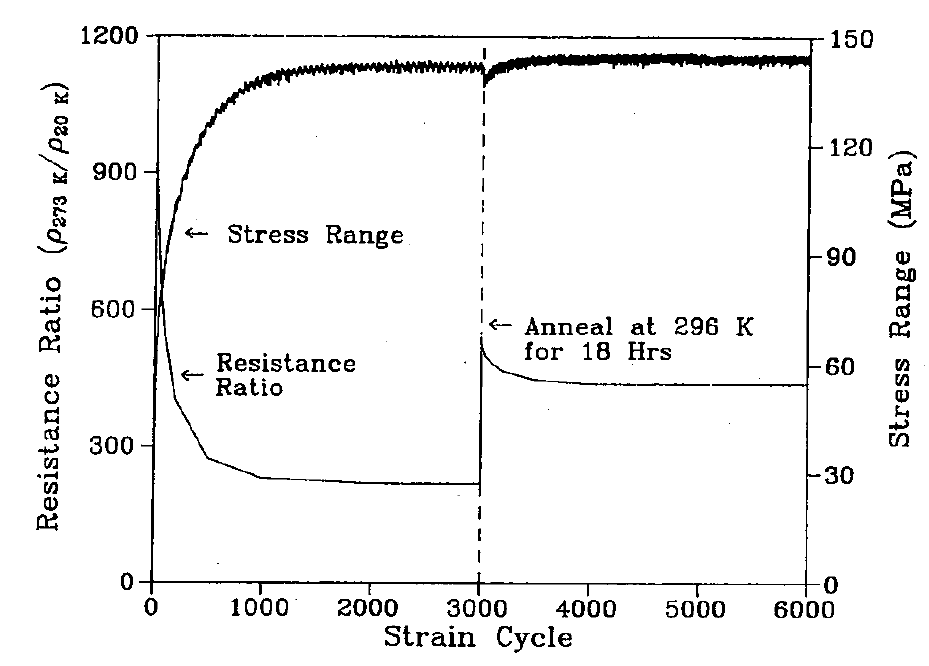 1200
900
600
300
0
Resistance Ratio (ρ273 K/ρ20 K)
Stress Range
Resistance
Ratio
Anneal at 296 K
for 18 Hrs
150
120
90
60
30
0
Stress Range (MPa)
0 1000 2000 3000 4000 5000 6000
Strain Cycle